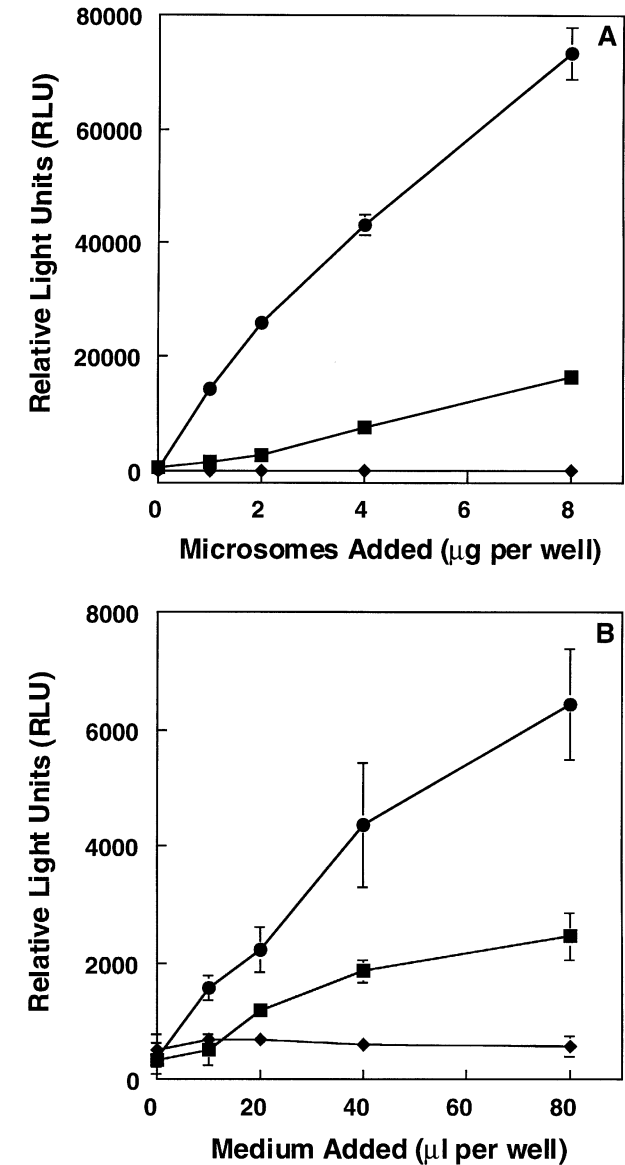 A
Relative Light Units (RLU)
80000
60000
40000
20000
0
0 2 4 6 8
Microsomes Added (μg per well)
B
Relative Light Units (RLU)
8000
6000
4000
2000
0
0 20 40 60 80
Medium Added (μl per well)